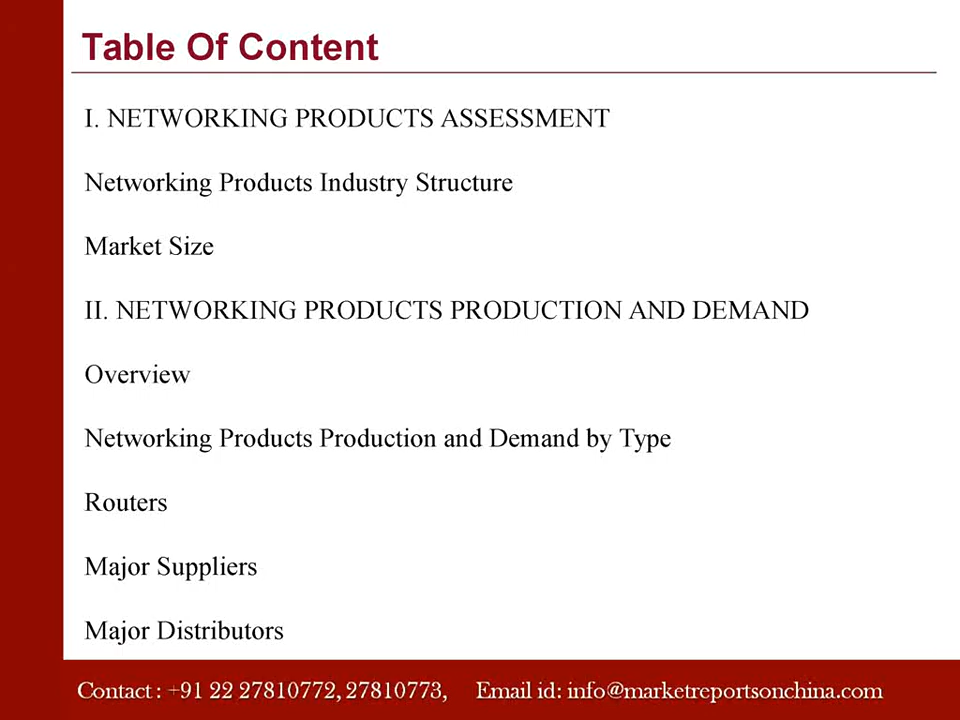 Table Of Content
I. NETWORKING PRODUCTS ASSESSMENT
Networking Products Industry Structure
Market Size
II. NETWORKING PRODUCTS PRODUCTION AND DEMAND
Overview
Networking Products Production and Demand by Type
Routers
Major Suppliers
Major Distributors
Contact : +91 22 27810772, 27810773, Email id: info@marketreportsonchina.com